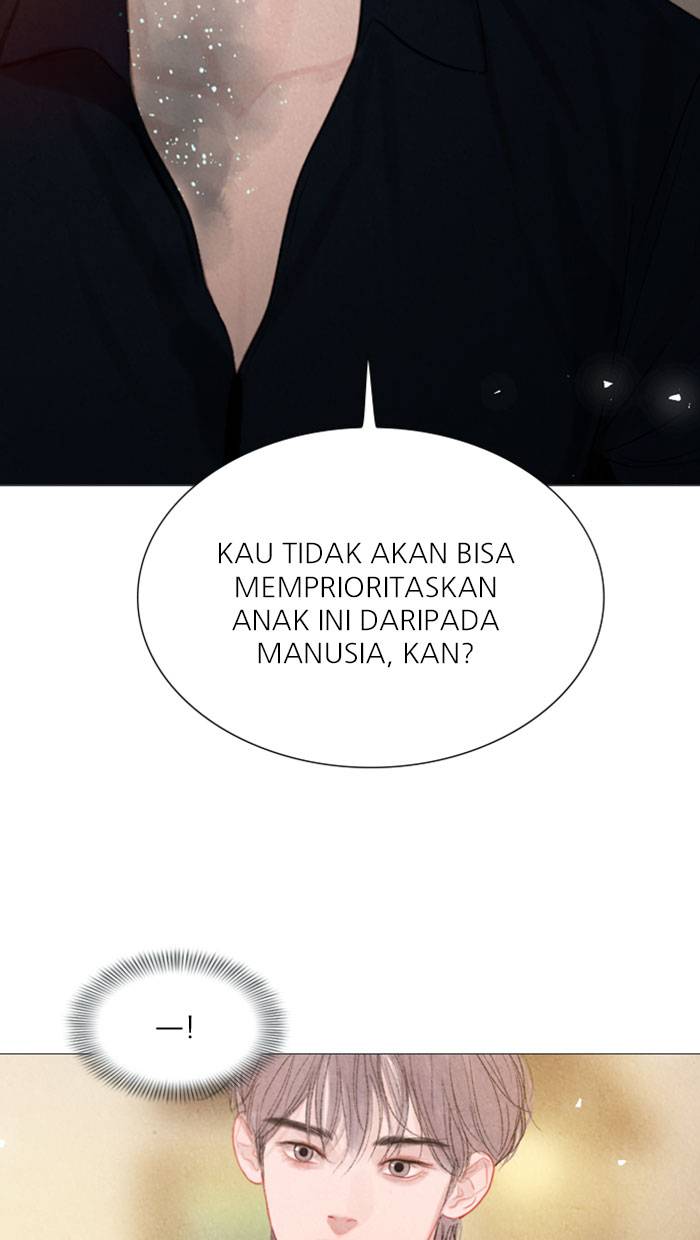 KAU TIDAK AKAN BISA
MEMPRIORITASKAN
ANAK INI DARIPADA
MANUSIA, KAN?
—!